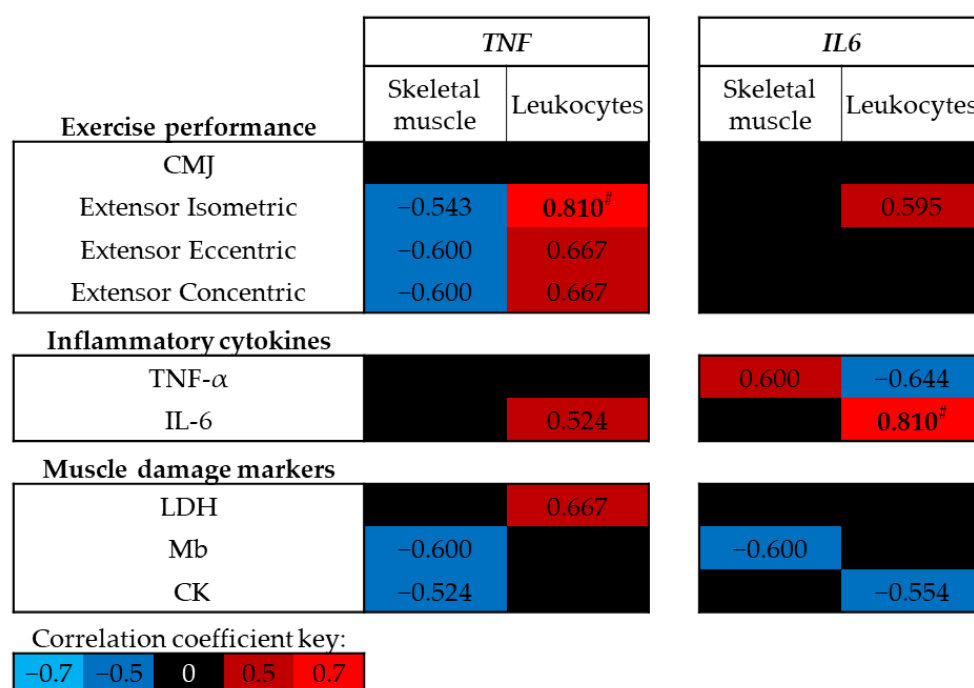 TNF IL6
Skeletal muscle Leukocytes Skeletal muscle Leukocytes
Exercise performance
CMJ
Extensor Isometric −0.543 0.810# 0.595
Extensor Eccentric −0.600 0.667
Extensor Concentric −0.600 0.667
Inflammatory cytokines
TNF-α 0.600 −0.644
IL-6 0.524 0.810#
Muscle damage markers
LDH 0.667
Mb −0.600 −0.600
CK −0.524 −0.554
Correlation coefficient key:
−0.7 −0.5 0 0.5 0.7